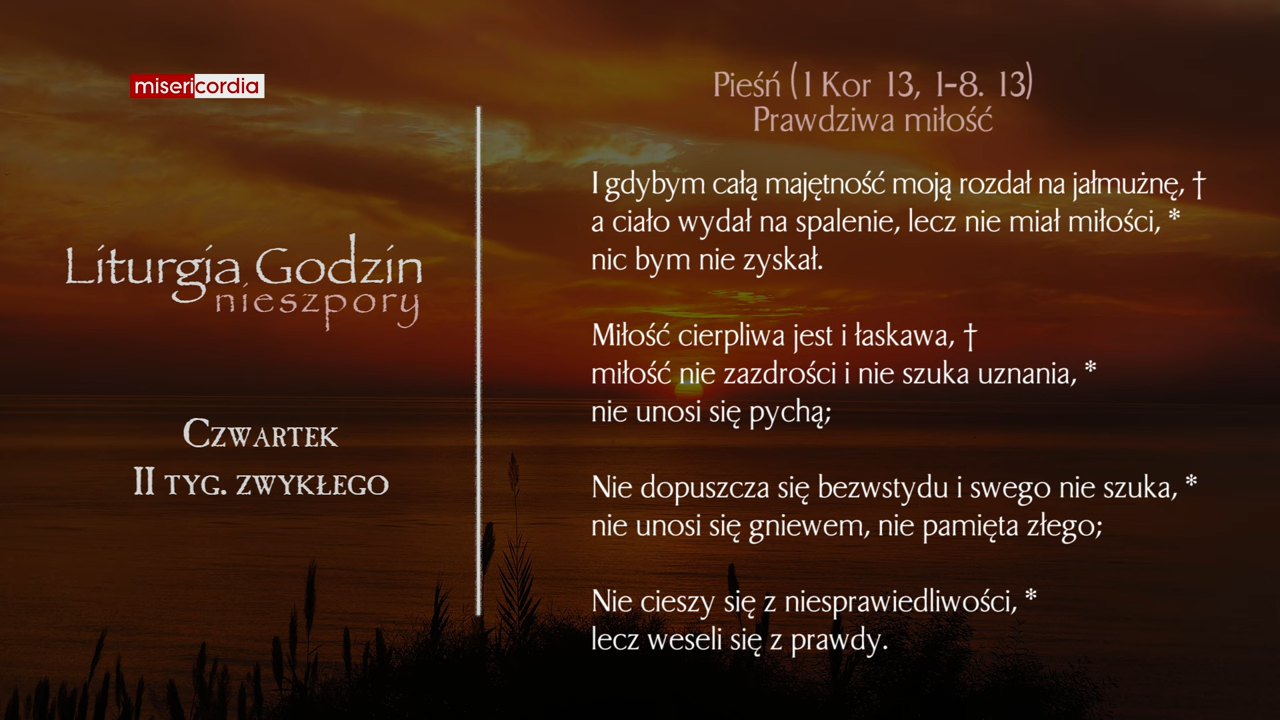 misericordia
Liturgia Godzin
nieszpory
Czwartek
II tyg. zwykłego
Pieśń (1 Kor 13, 1-8. 13)
Prawdziwa miłość
I gdybym całą majętność moją rozdał na jałmużnę, †
a ciało wydał na spalenie, lecz nie miał miłości, *
nic bym nie zyskał.
Miłość cierpliwa jest i łaskawa, †
miłość nie zazdrości i nie szuka uznania, *
nie unosi się pychą;
Nie dopuszcza się bezwstydu i swego nie szuka, *
nie unosi się gniewem, nie pamięta złego;
Nie cieszy się z niesprawiedliwości, *
lecz weseli się z prawdy.